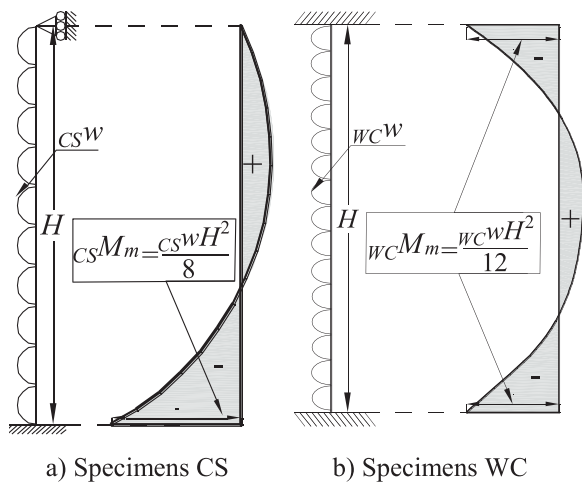 CSw
H
CSMm=CSwH²/8
+
-
-
a) Specimens CS
WCw
H
WCMm=WCwH²/12
-
+
-
b) Specimens WC